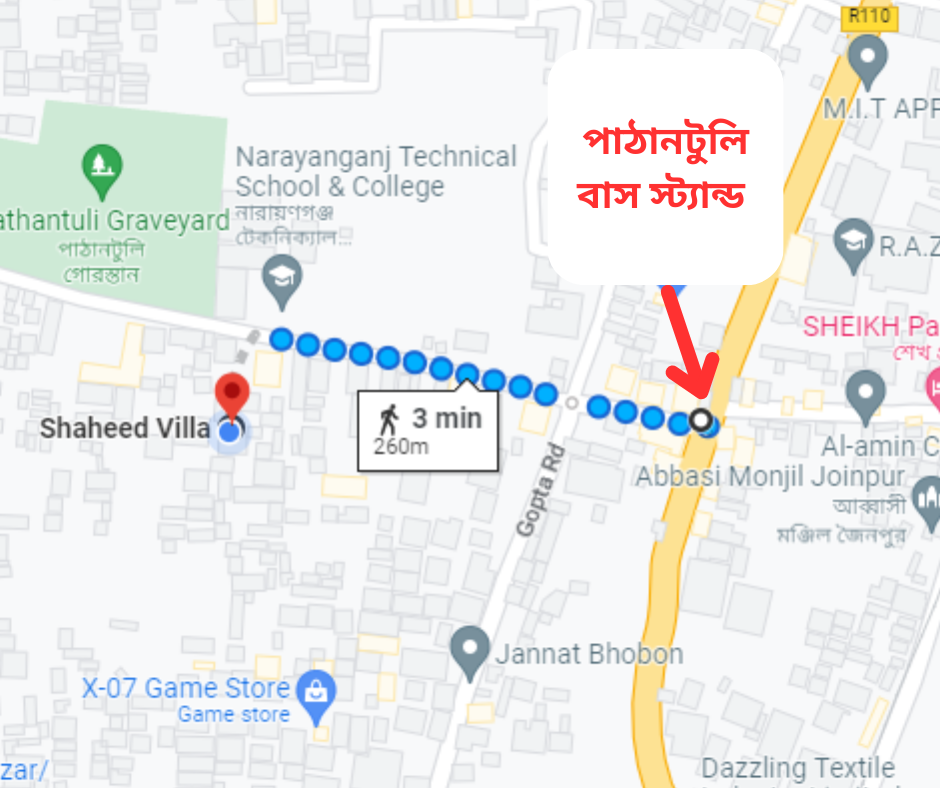 R110
M.I.T APP
পাঠানটুলি
বাস স্ট্যান্ড
Narayanganj Technical
School & College
নারায়ণগঞ্জ
টেকনিক্যাল...
athantuli Graveyard
পাঠানটুলি
গোরস্তান
R.A.Z
SHEIKH Pa
শেখ
3 min
260m
Shaheed Villa
Gopta Rd
Al-amin C
Abbasi Monjil Joinpur
আব্বাসী
মঞ্জিল জৈনপুর
Jannat Bhobon
X-07 Game Store
Game store
zar/
Dazzling Textile